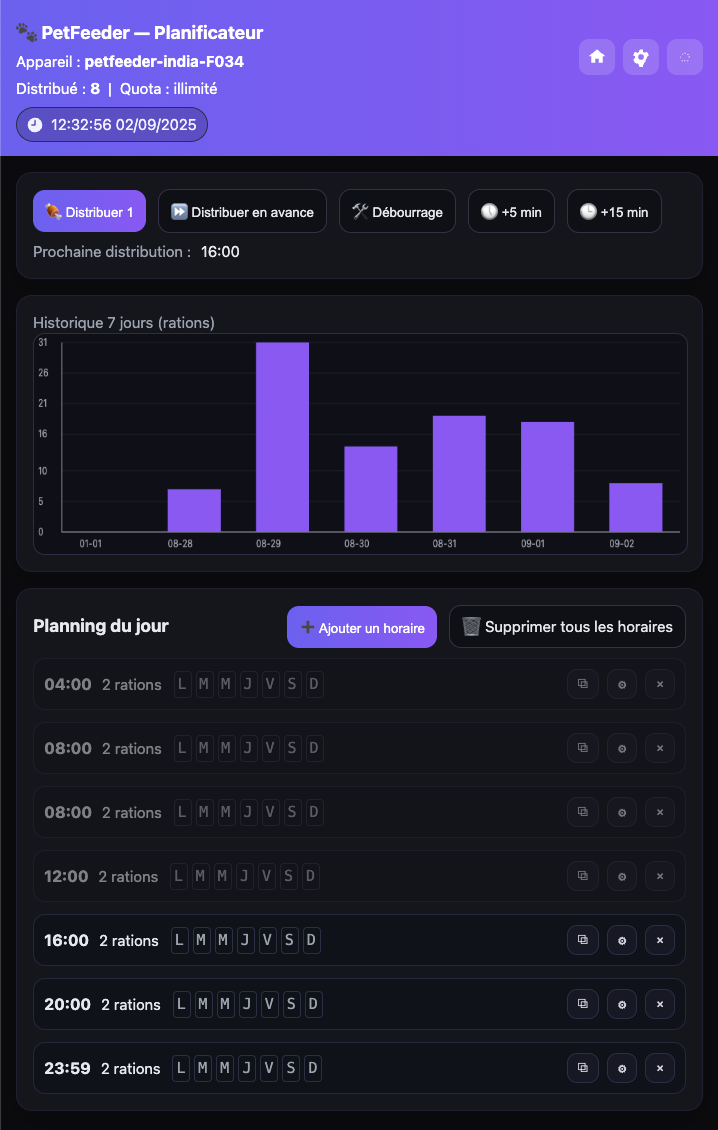 🐾 PetFeeder — Planificateur
Appareil : petfeeder-india-F034
Distribué : 8 | Quota : illimité
12:32:56 02/09/2025
Distribuer 1
Distribuer en avance
Débourrage
+5 min
+15 min
Prochaine distribution : 16:00
Historique 7 jours (rations)
31
26
21
16
10
5
0
01-01 08-28 08-29 08-30 08-31 09-01 09-02
Planning du jour
Ajouter un horaire
Supprimer tous les horaires
04:00 2 rations L M M J V S D
08:00 2 rations L M M J V S D
08:00 2 rations L M M J V S D
12:00 2 rations L M M J V S D
16:00 2 rations L M M J V S D
20:00 2 rations L M M J V S D
23:59 2 rations L M M J V S D